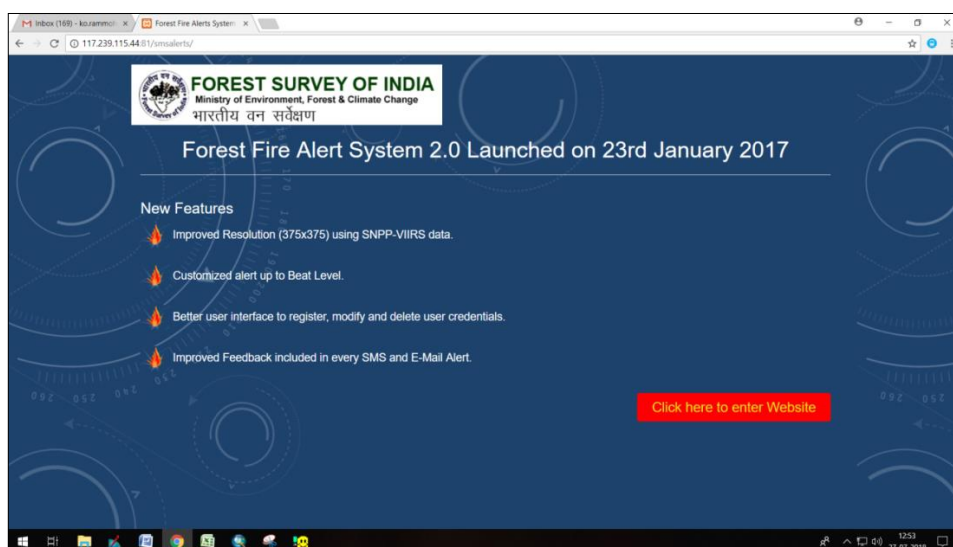 Inbox (169) - ko.rammoh
Forest Fire Alerts System
117.239.115.44:81/smsalerts/
FOREST SURVEY OF INDIA
Ministry of Environment, Forest & Climate Change
भारतीय वन सर्वेक्षण
Forest Fire Alert System 2.0 Launched on 23rd January 2017
New Features
Improved Resolution (375x375) using SNPP-VIIRS data.
Customized alert up to Beat Level.
Better user interface to register, modify and delete user credentials.
Improved Feedback included in every SMS and E-Mail Alert.
Click here to enter Website
12:53